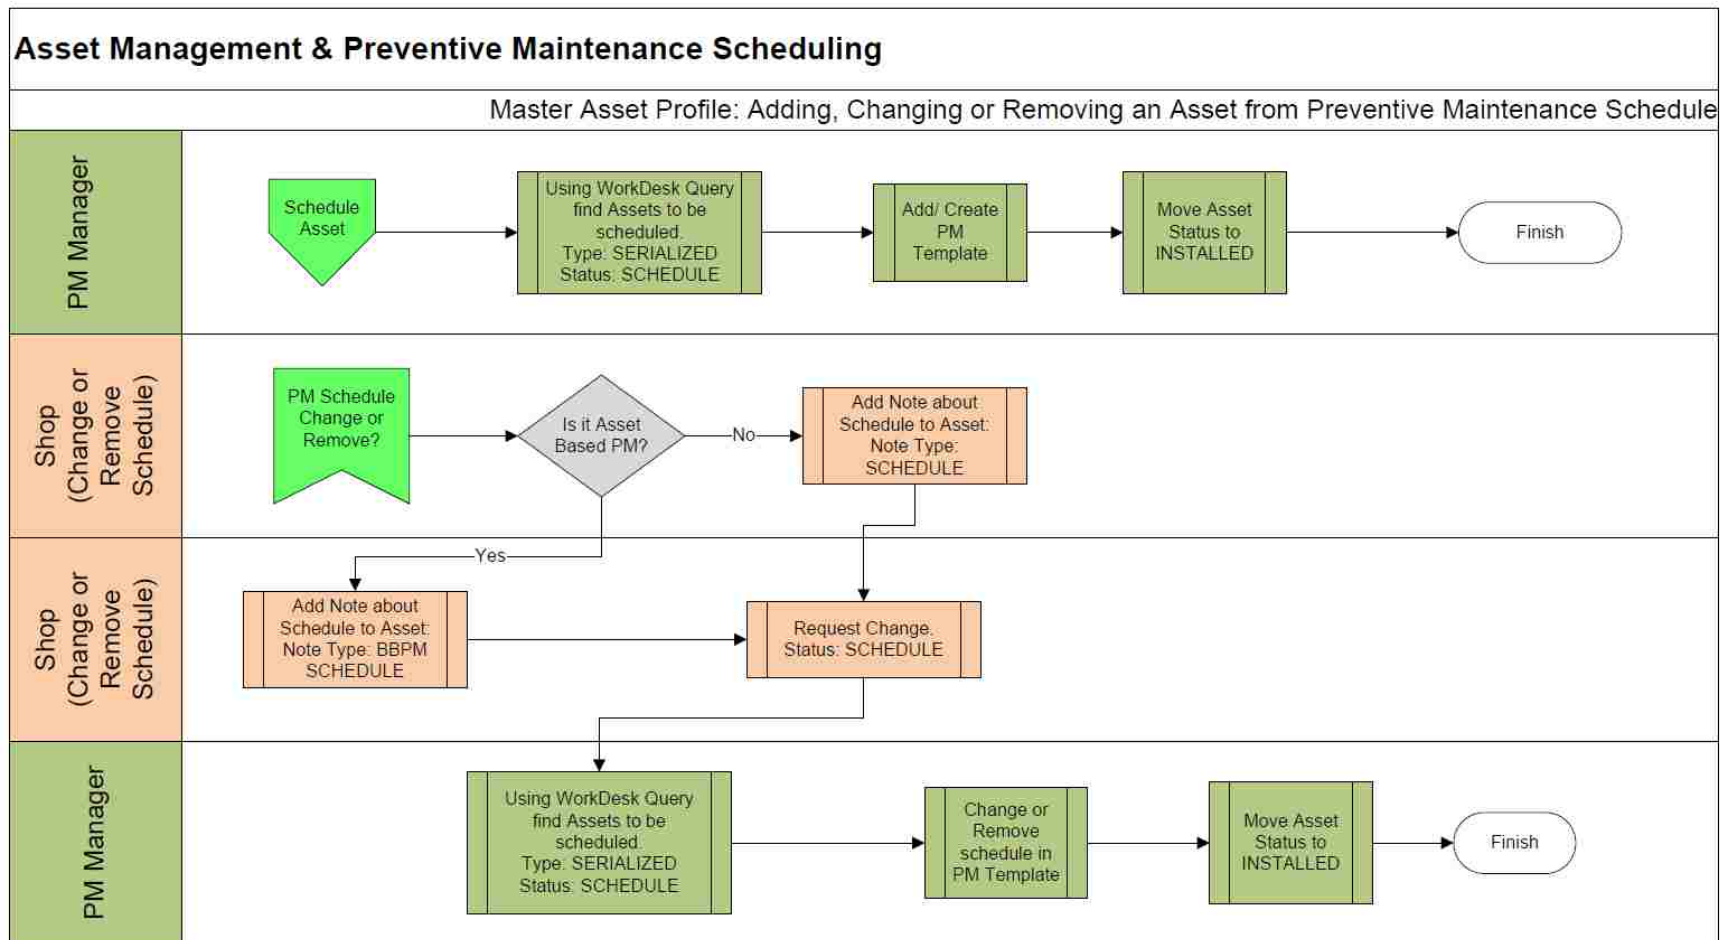 Asset Management & Preventive Maintenance Scheduling
Master Asset Profile: Adding, Changing or Removing an Asset from Preventive Maintenance Schedule
PM Manager
Schedule
Asset
Using WorkDesk Query
find Assets to be
scheduled.
Type: SERIALIZED
Status: SCHEDULE
Add/ Create
PM
Template
Move Asset
Status to
INSTALLED
Finish
Shop
(Change or
Remove
Schedule)
PM Schedule
Change or
Remove?
Is it Asset
Based PM?
No
Add Note about
Schedule to Asset:
Note Type:
SCHEDULE
Shop
(Change or
Remove
Schedule)
Yes
Add Note about
Schedule to Asset:
Note Type: BBPM
SCHEDULE
Request Change.
Status: SCHEDULE
PM Manager
Using WorkDesk Query
find Assets to be
scheduled.
Type: SERIALIZED
Status: SCHEDULE
Change or
Remove
schedule in
PM Template
Move Asset
Status to
INSTALLED
Finish